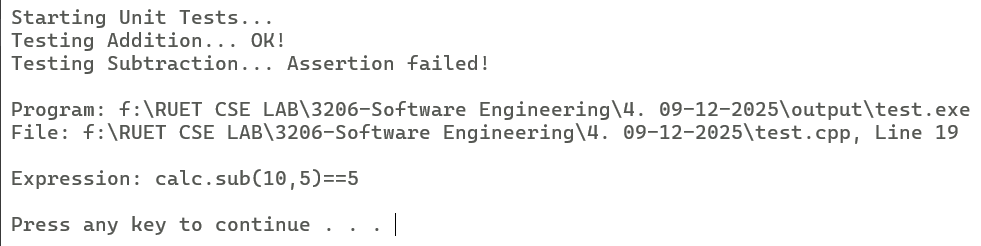 Starting Unit Tests...
Testing Addition... OK!
Testing Subtraction... Assertion failed!
Program: f:\RUET CSE LAB\3206-Software Engineering\4. 09-12-2025\output\test.exe
File: f:\RUET CSE LAB\3206-Software Engineering\4. 09-12-2025\test.cpp, Line 19
Expression: calc.sub(10,5)==5
Press any key to continue . . .